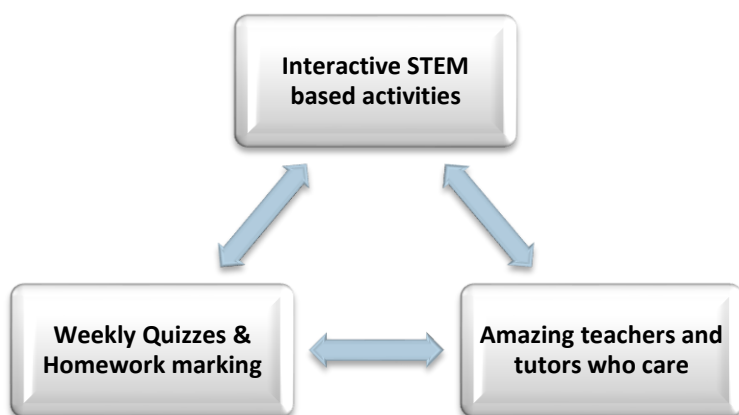 Interactive STEM
based activities
Weekly Quizzes &
Homework marking
Amazing teachers and
tutors who care